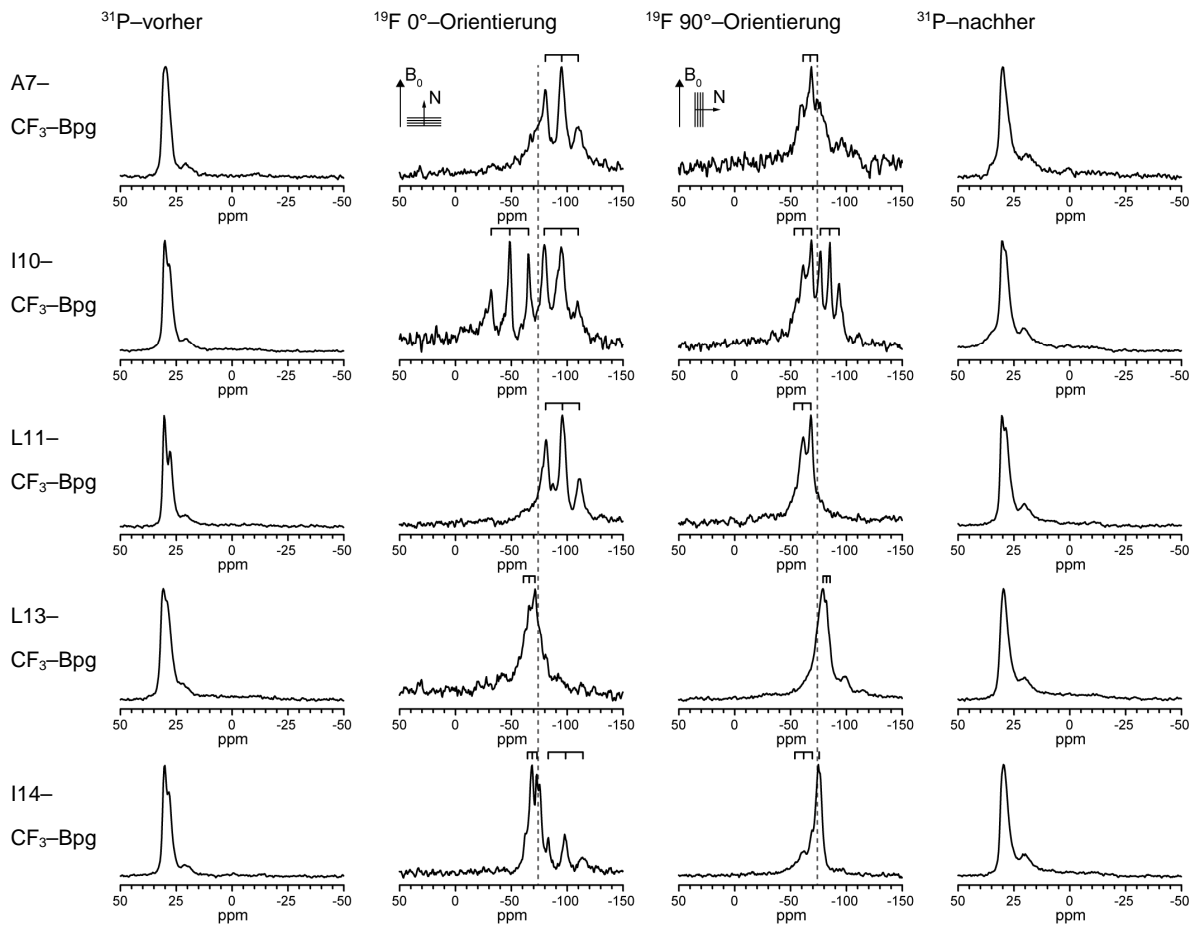 ³¹P–vorher ¹⁹F 0°–Orientierung ¹⁹F 90°–Orientierung ³¹P–nachher
A7–
CF₃–Bpg
B₀
N
B₀
N
50 25 0 -25 -50 50 0 -50 -100 -150 50 0 -50 -100 -150 50 25 0 -25 -50
ppm ppm ppm ppm
I10–
CF₃–Bpg
50 25 0 -25 -50 50 0 -50 -100 -150 50 0 -50 -100 -150 50 25 0 -25 -50
ppm ppm ppm ppm
L11–
CF₃–Bpg
50 25 0 -25 -50 50 0 -50 -100 -150 50 0 -50 -100 -150 50 25 0 -25 -50
ppm ppm ppm ppm
L13–
CF₃–Bpg
50 25 0 -25 -50 50 0 -50 -100 -150 50 0 -50 -100 -150 50 25 0 -25 -50
ppm ppm ppm ppm
I14–
CF₃–Bpg
50 25 0 -25 -50 50 0 -50 -100 -150 50 0 -50 -100 -150 50 25 0 -25 -50
ppm ppm ppm ppm